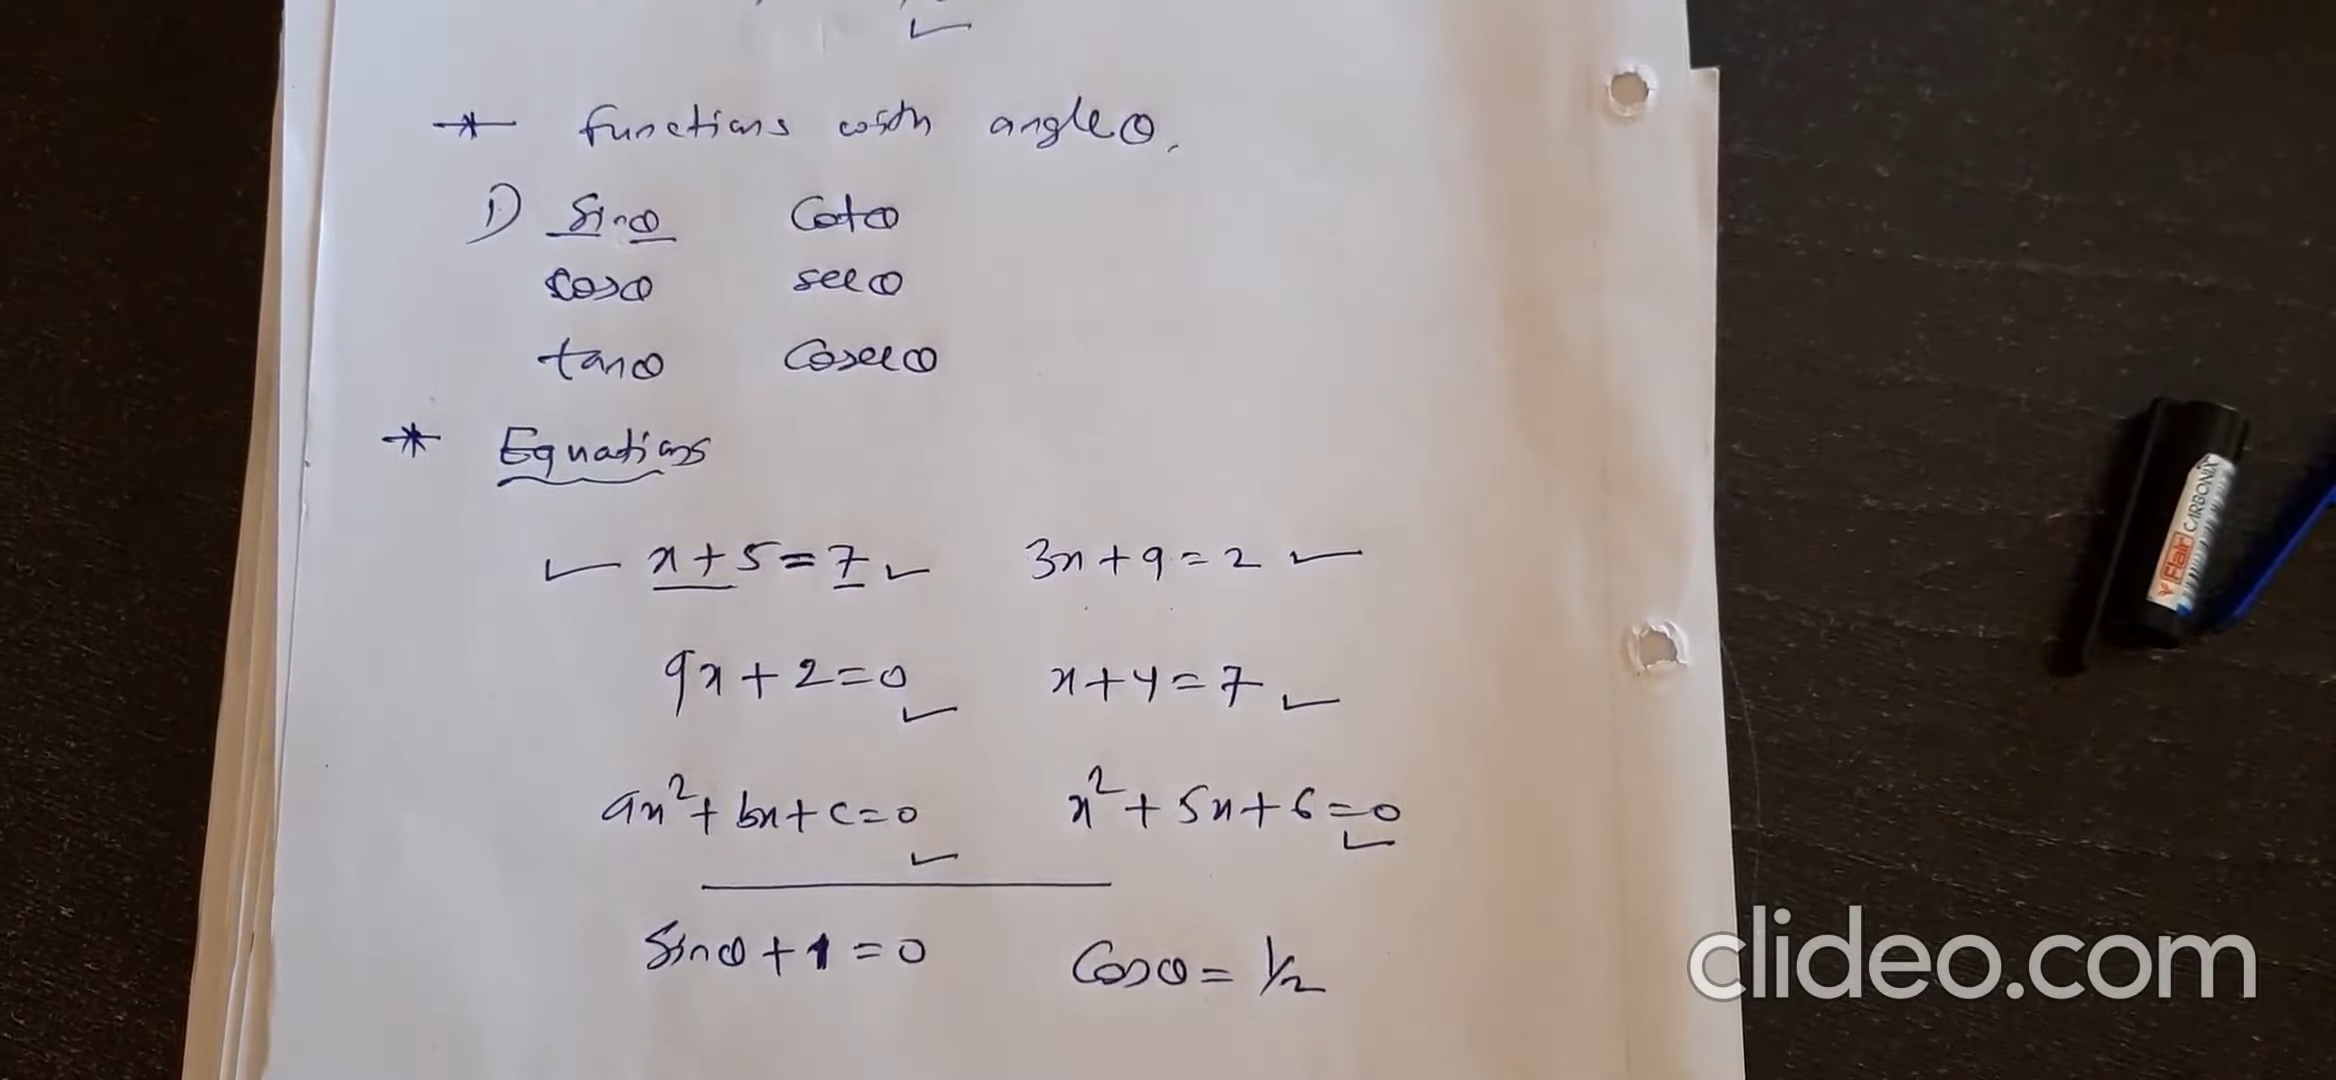 * functions with angle θ.
1) Sinθ Cotθ
cosθ secθ
tanθ Cosecθ
* Equations
✓ x + 5 = 7 ✓ 3x + 9 = 2 ✓
9x + 2 = 0 ✓ x + y = 7 ✓
ax² + bx + c = 0 ✓ x² + 5x + 6 = 0 ✓
Sinθ + 1 = 0 Cosθ = 1/2
Flair CARBONIX
clideo.com